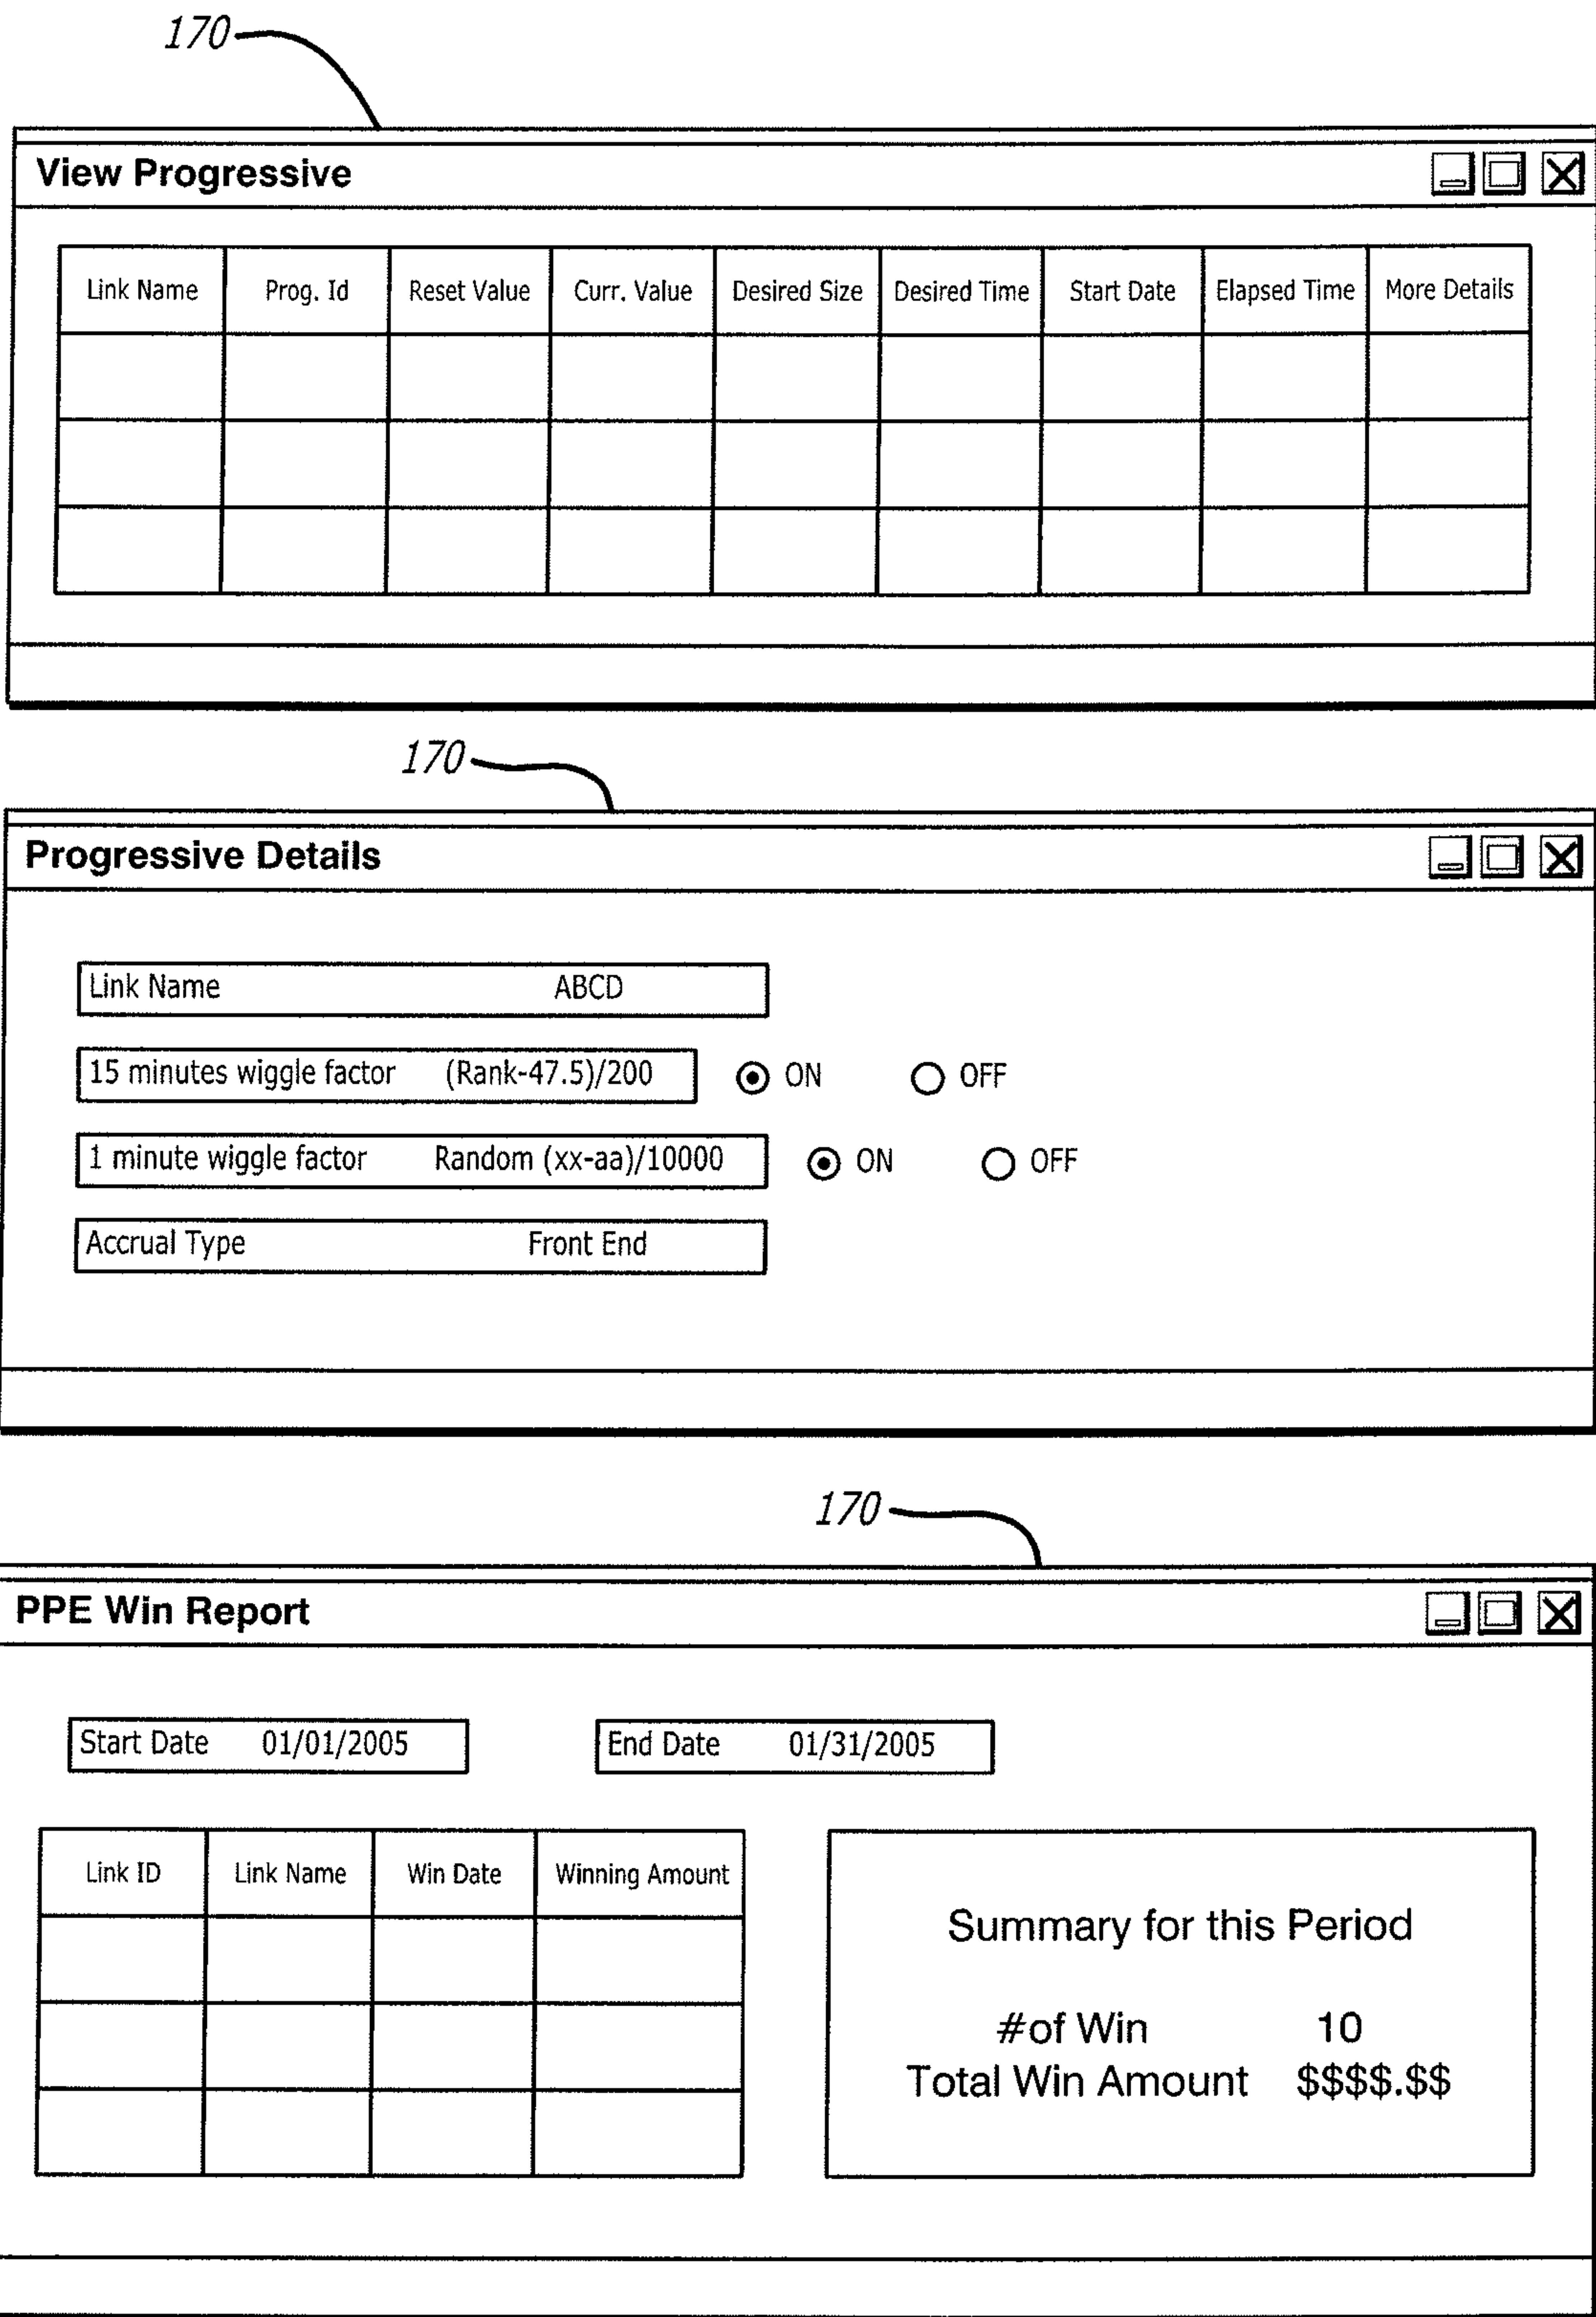 170
View Progressive
Link Name Prog. Id Reset Value Curr. Value Desired Size Desired Time Start Date Elapsed Time More Details
170
Progressive Details
Link Name ABCD
15 minutes wiggle factor (Rank-47.5)/200 ON OFF
1 minute wiggle factor Random (xx-aa)/10000 ON OFF
Accrual Type Front End
170
PPE Win Report
Start Date 01/01/2005 End Date 01/31/2005
Link ID Link Name Win Date Winning Amount
Summary for this Period
#of Win 10
Total Win Amount $$$$.$$